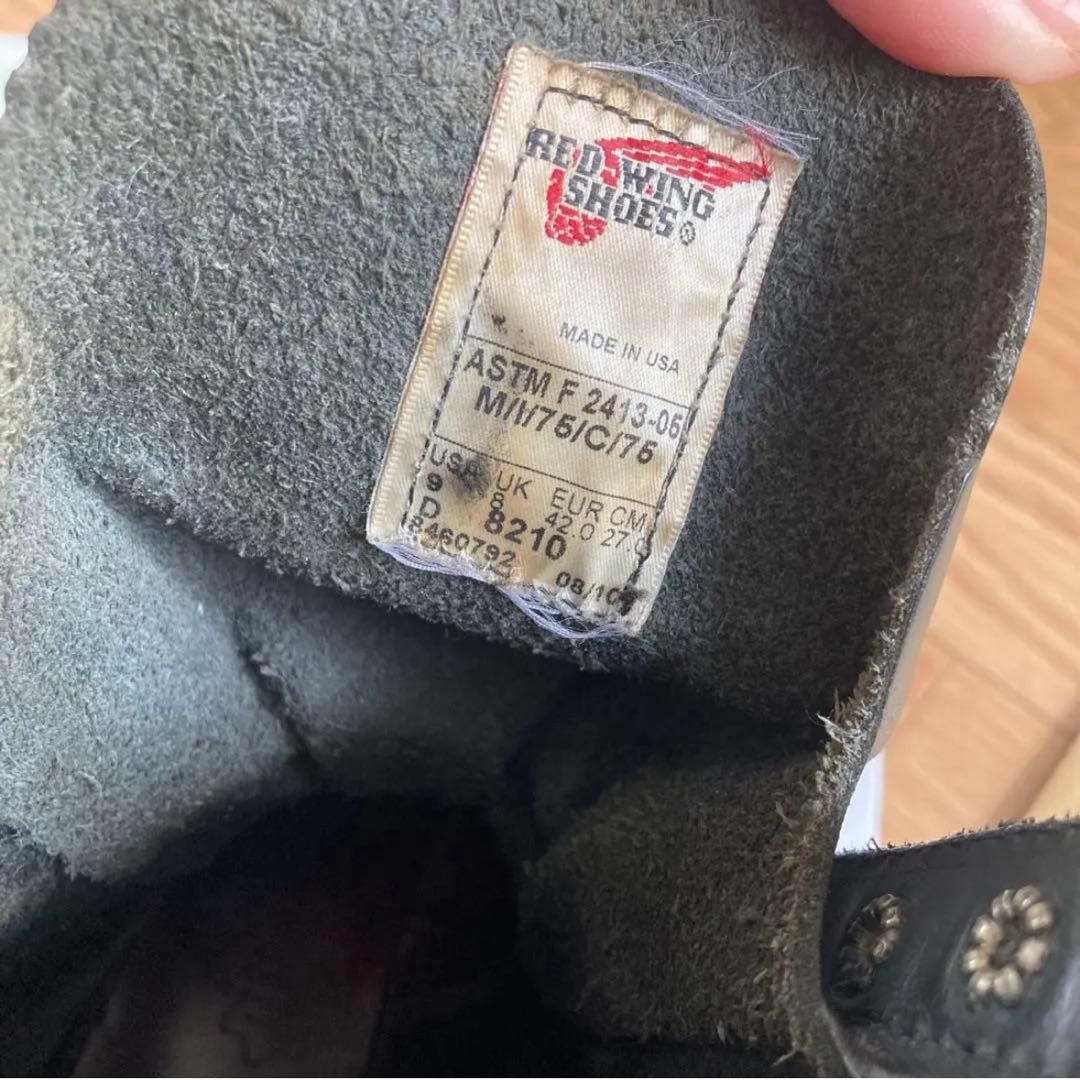 RED WING
SHOES®
MADE IN USA
ASTM F 2413-05
M/I/75/C/75
USA UK EUR CM
9 8 42.0 27.0
D 8210
18460792 08/10